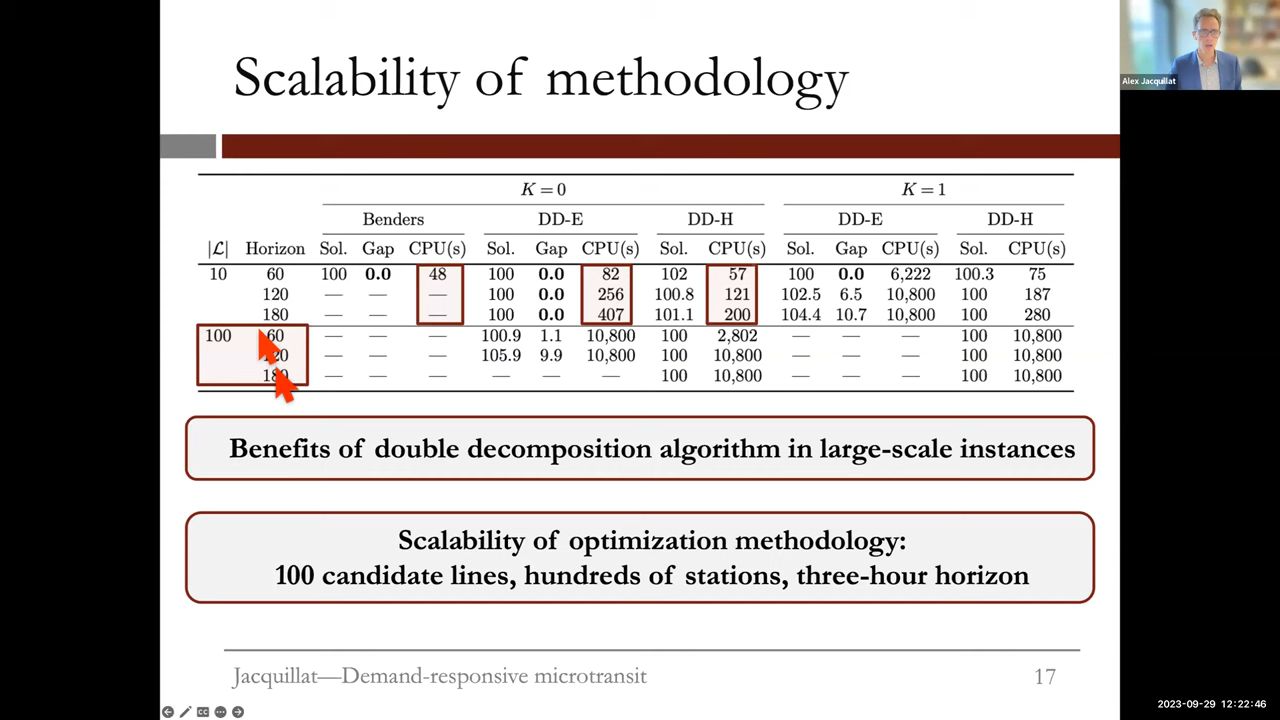 Scalability of methodology
Alex Jacquillat
K = 0 K = 1
Benders DD-E DD-H DD-E DD-H
|ℒ| Horizon Sol. Gap CPU(s) Sol. Gap CPU(s) Sol. CPU(s) Sol. Gap CPU(s) Sol. CPU(s)
10 60 100 0.0 48 100 0.0 82 102 57 100 0.0 6,222 100.3 75
120 — — — 100 0.0 256 100.8 121 102.5 6.5 10,800 100 187
180 — — — 100 0.0 407 101.1 200 104.4 10.7 10,800 100 280
100 60 — — — 100.9 1.1 10,800 100 2,802 — — — 100 10,800
120 — — — 105.9 9.9 10,800 100 10,800 — — — 100 10,800
180 — — — — — — 100 10,800 — — — 100 10,800
Benefits of double decomposition algorithm in large-scale instances
Scalability of optimization methodology:
100 candidate lines, hundreds of stations, three-hour horizon
Jacquillat—Demand-responsive microtransit 17
CC
2023-09-29 12:22:46